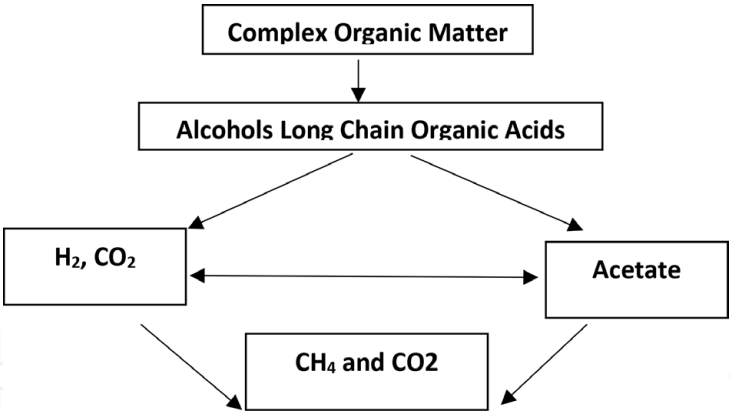 Complex Organic Matter
Alcohols Long Chain Organic Acids
H₂, CO₂
Acetate
CH₄ and CO2